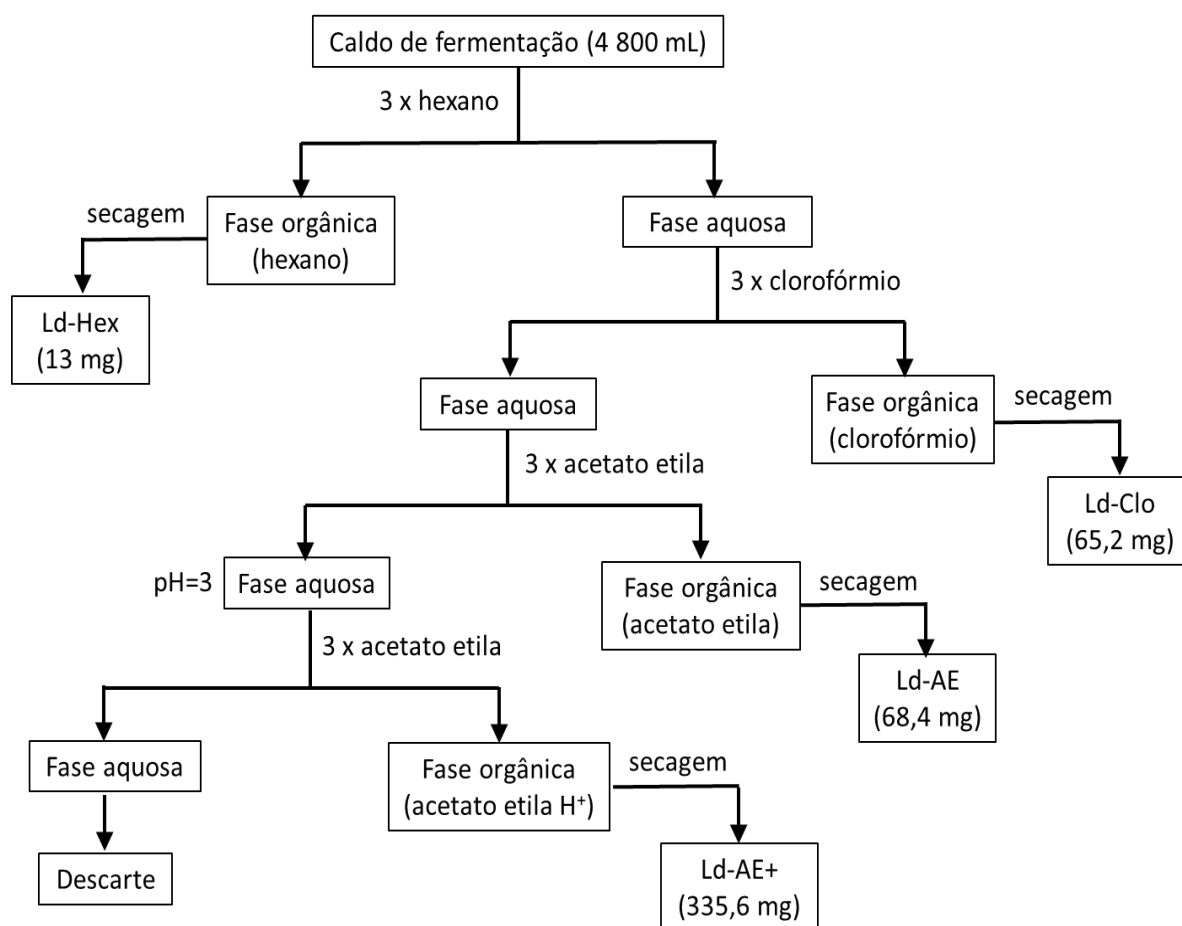 Caldo de fermentação (4 800 mL)
3 x hexano
secagem
Fase orgânica
(hexano)
Fase aquosa
3 x clorofórmio
Ld-Hex
(13 mg)
Fase aquosa
Fase orgânica
(clorofórmio)
secagem
3 x acetato etila
Ld-Clo
(65,2 mg)
pH=3
Fase aquosa
Fase orgânica
(acetato etila)
secagem
3 x acetato etila
Ld-AE
(68,4 mg)
Fase aquosa
Fase orgânica
(acetato etila H⁺)
secagem
Descarte
Ld-AE+
(335,6 mg)